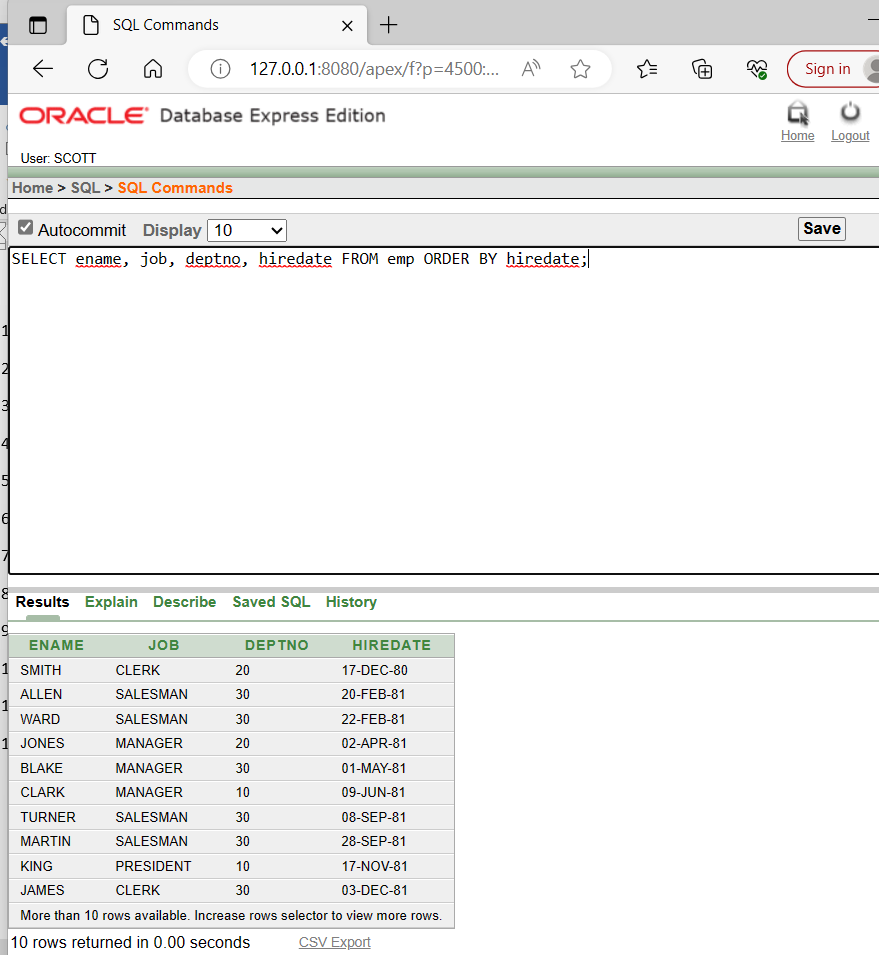 SQL Commands
127.0.0.1:8080/apex/f?p=4500:...
Sign in
ORACLE Database Express Edition
Home Logout
User: SCOTT
Home > SQL > SQL Commands
Autocommit Display 10 Save
SELECT ename, job, deptno, hiredate FROM emp ORDER BY hiredate;
Results Explain Describe Saved SQL History
ENAME JOB DEPTNO HIREDATE
SMITH CLERK 20 17-DEC-80
ALLEN SALESMAN 30 20-FEB-81
WARD SALESMAN 30 22-FEB-81
JONES MANAGER 20 02-APR-81
BLAKE MANAGER 30 01-MAY-81
CLARK MANAGER 10 09-JUN-81
TURNER SALESMAN 30 08-SEP-81
MARTIN SALESMAN 30 28-SEP-81
KING PRESIDENT 10 17-NOV-81
JAMES CLERK 30 03-DEC-81
More than 10 rows available. Increase rows selector to view more rows.
10 rows returned in 0.00 seconds CSV Export